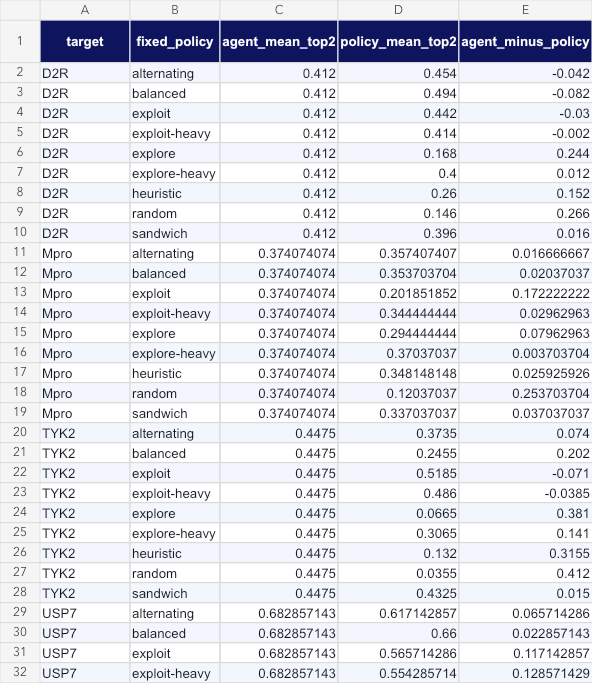 A B C D E
1 target fixed_policy agent_mean_top2 policy_mean_top2 agent_minus_policy
2 D2R alternating 0.412 0.454 -0.042
3 D2R balanced 0.412 0.494 -0.082
4 D2R exploit 0.412 0.442 -0.03
5 D2R exploit-heavy 0.412 0.414 -0.002
6 D2R explore 0.412 0.168 0.244
7 D2R explore-heavy 0.412 0.4 0.012
8 D2R heuristic 0.412 0.26 0.152
9 D2R random 0.412 0.146 0.266
10 D2R sandwich 0.412 0.396 0.016
11 Mpro alternating 0.374074074 0.357407407 0.016666667
12 Mpro balanced 0.374074074 0.353703704 0.02037037
13 Mpro exploit 0.374074074 0.201851852 0.172222222
14 Mpro exploit-heavy 0.374074074 0.344444444 0.02962963
15 Mpro explore 0.374074074 0.294444444 0.07962963
16 Mpro explore-heavy 0.374074074 0.37037037 0.003703704
17 Mpro heuristic 0.374074074 0.348148148 0.025925926
18 Mpro random 0.374074074 0.12037037 0.253703704
19 Mpro sandwich 0.374074074 0.337037037 0.037037037
20 TYK2 alternating 0.4475 0.3735 0.074
21 TYK2 balanced 0.4475 0.2455 0.202
22 TYK2 exploit 0.4475 0.5185 -0.071
23 TYK2 exploit-heavy 0.4475 0.486 -0.0385
24 TYK2 explore 0.4475 0.0665 0.381
25 TYK2 explore-heavy 0.4475 0.3065 0.141
26 TYK2 heuristic 0.4475 0.132 0.3155
27 TYK2 random 0.4475 0.0355 0.412
28 TYK2 sandwich 0.4475 0.4325 0.015
29 USP7 alternating 0.682857143 0.617142857 0.065714286
30 USP7 balanced 0.682857143 0.66 0.022857143
31 USP7 exploit 0.682857143 0.565714286 0.117142857
32 USP7 exploit-heavy 0.682857143 0.554285714 0.128571429